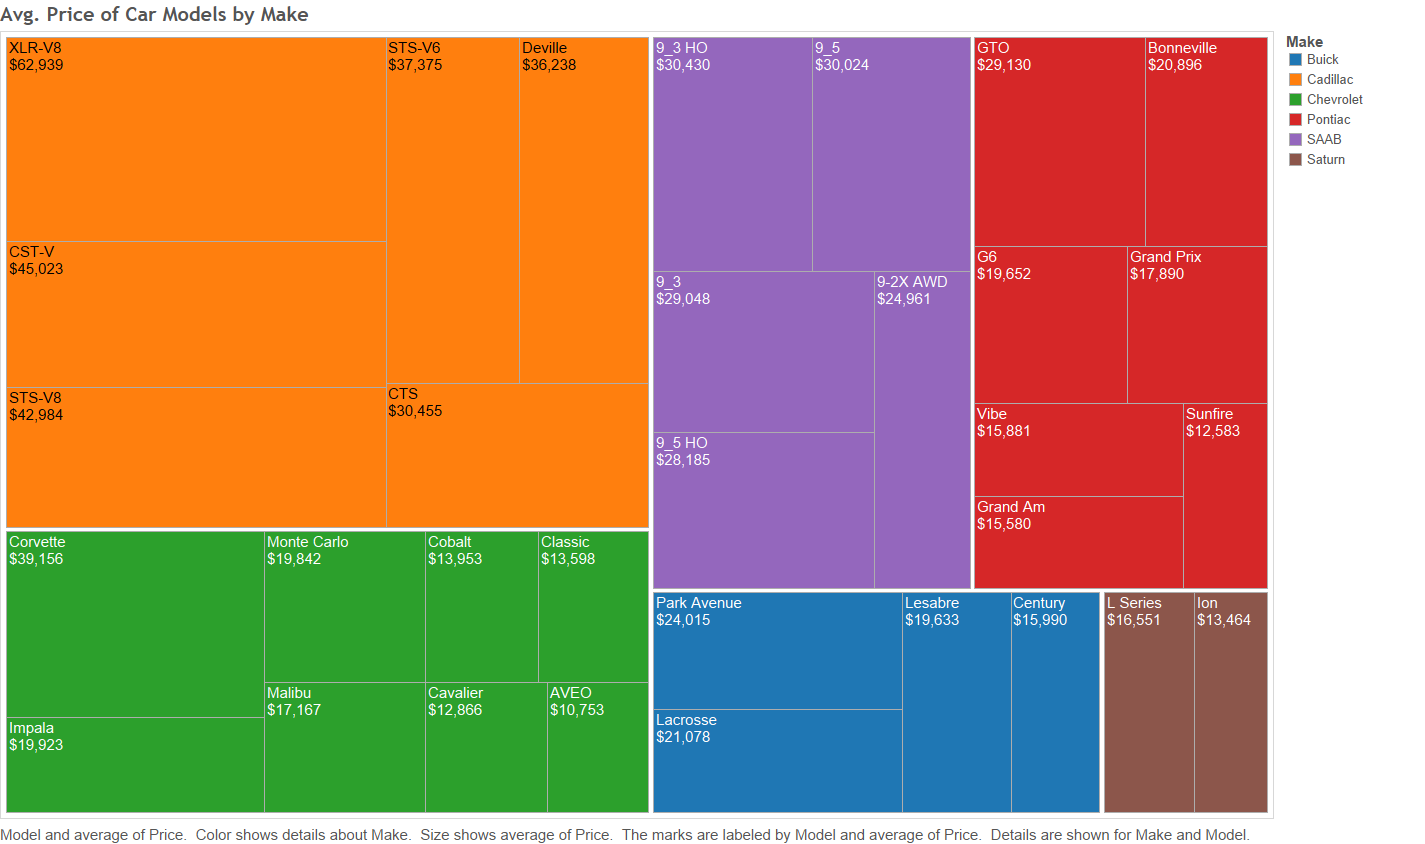 Avg. Price of Car Models by Make
XLR-V8
$62,939
CST-V
$45,023
STS-V8
$42,984
STS-V6
$37,375
Deville
$36,238
CTS
$30,455
Corvette
$39,156
Impala
$19,923
Monte Carlo
$19,842
Malibu
$17,167
Cobalt
$13,953
Classic
$13,598
Cavalier
$12,866
AVEO
$10,753
9_3 HO
$30,430
9_5
$30,024
9_3
$29,048
9_5 HO
$28,185
9-2X AWD
$24,961
GTO
$29,130
Bonneville
$20,896
G6
$19,652
Grand Prix
$17,890
Vibe
$15,881
Grand Am
$15,580
Sunfire
$12,583
Park Avenue
$24,015
Lacrosse
$21,078
Lesabre
$19,633
Century
$15,990
L Series
$16,551
Ion
$13,464
Make
Buick
Cadillac
Chevrolet
Pontiac
SAAB
Saturn
Model and average of Price.  Color shows details about Make.  Size shows average of Price.  The marks are labeled by Model and average of Price.  Details are shown for Make and Model.